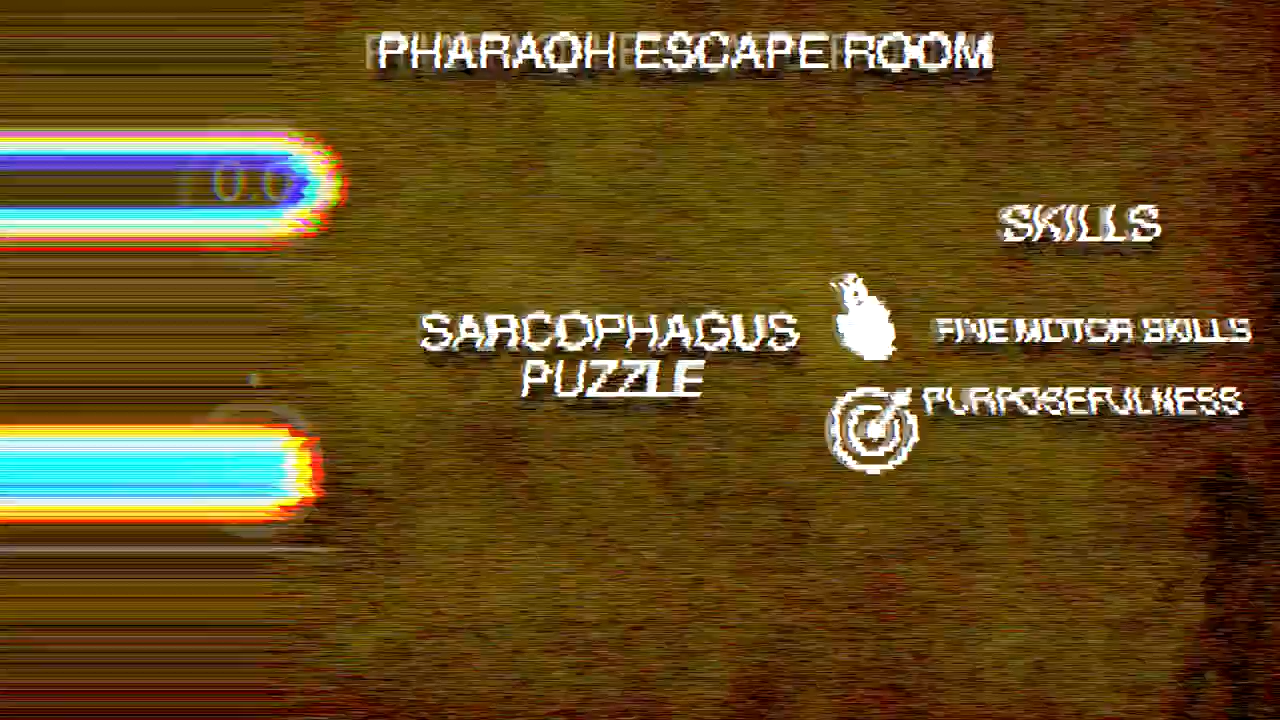 PHARAOH ESCAPE ROOM
SKILLS
SARCOPHAGUS
PUZZLE
FINE MOTOR SKILLS
PURPOSEFULNESS